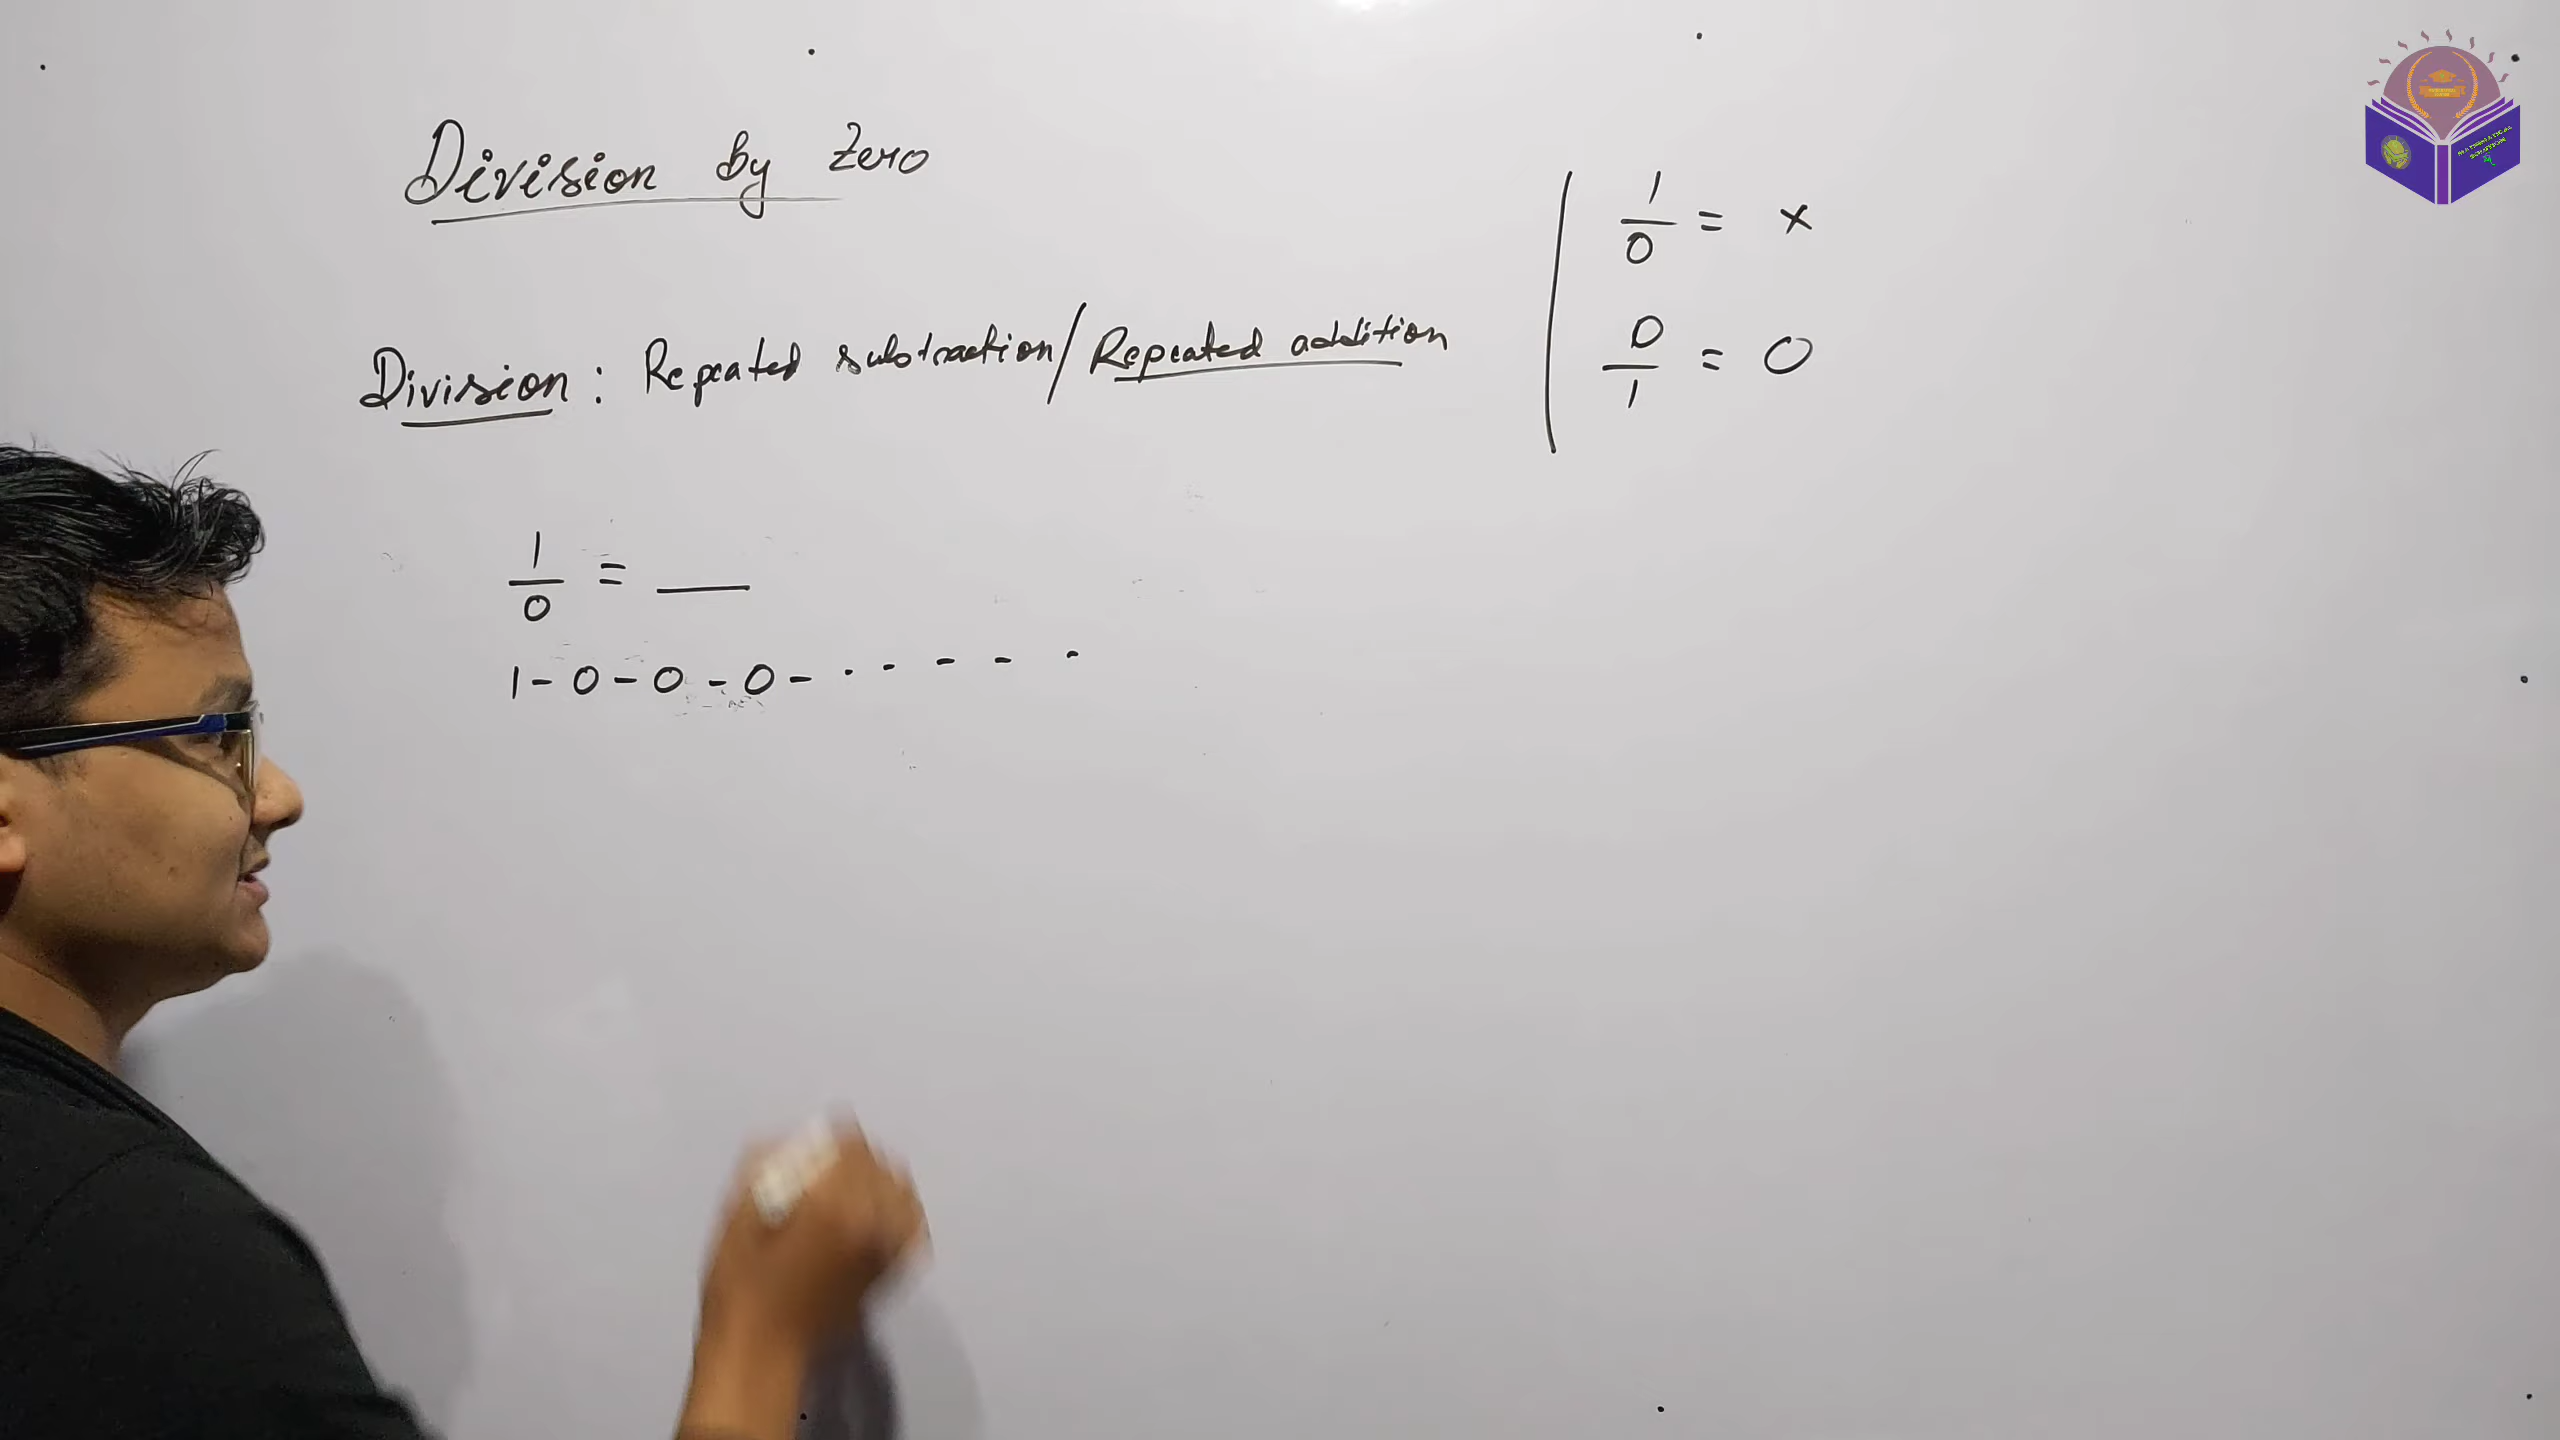 Division by Zero
Division: Repeated subtraction/Repeated addition
1/0 = ___
1-0-0-0-......
1/0 = ×
0/1 = 0